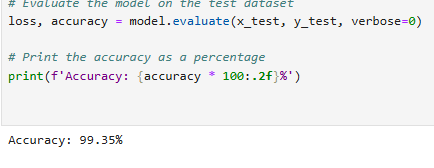 # Evaluate the model on the test dataset
loss, accuracy = model.evaluate(x_test, y_test, verbose=0)
# Print the accuracy as a percentage
print(f'Accuracy: {accuracy * 100:.2f}%')
Accuracy: 99.35%